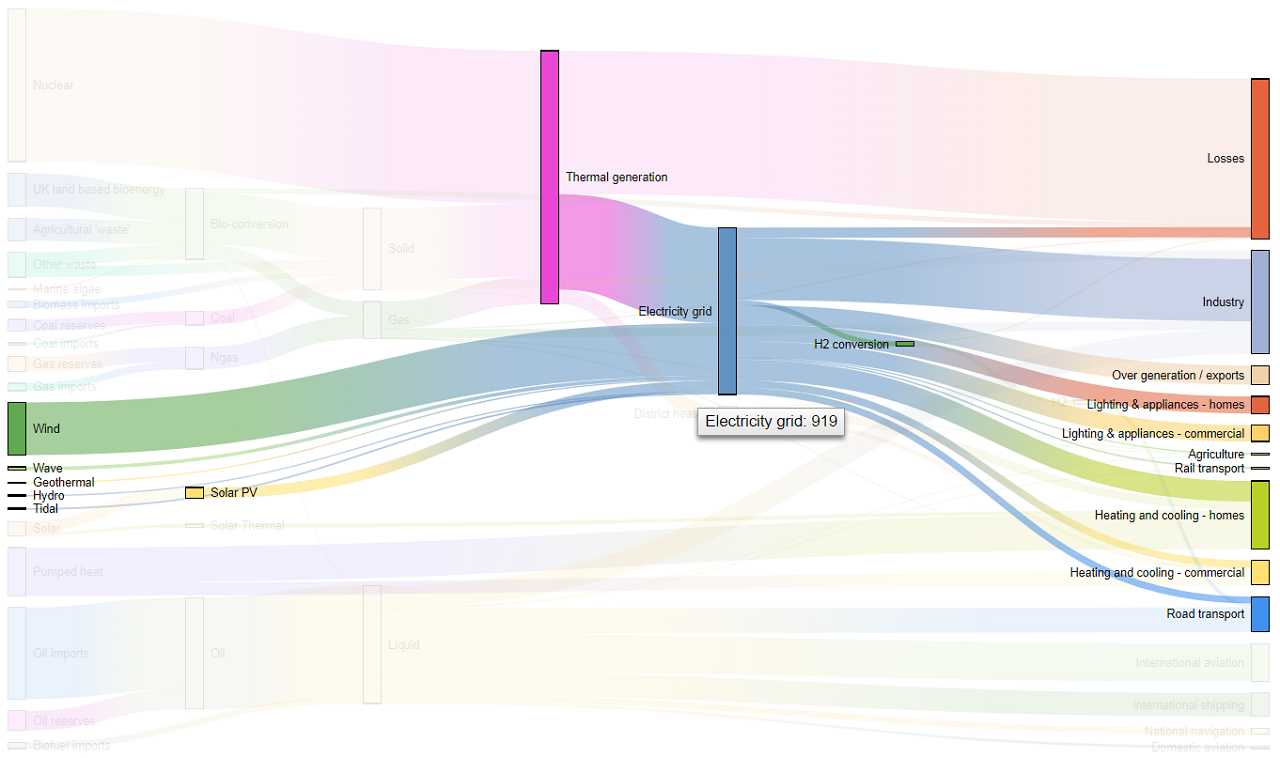 Nuclear
Thermal generation
Losses
UK land based bioenergy
Bio-conversion
Agricultural 'waste'
Solid
Other waste
Marine algae
Biomass imports
Coal reserves
Coal
Gas
Coal imports
Gas reserves
Ngas
Gas imports
Electricity grid
Industry
H2 conversion
Over generation / exports
H2
Lighting & appliances - homes
District heat
Electricity grid: 919
Wind
Lighting & appliances - commercial
Agriculture
Rail transport
Wave
Geothermal
Hydro
Tidal
Solar PV
Heating and cooling - homes
Solar
Solar Thermal
Pumped heat
Heating and cooling - commercial
Road transport
Oil imports
Oil
Liquid
International aviation
International shipping
Oil reserves
National navigation
Biofuel imports
Domestic aviation